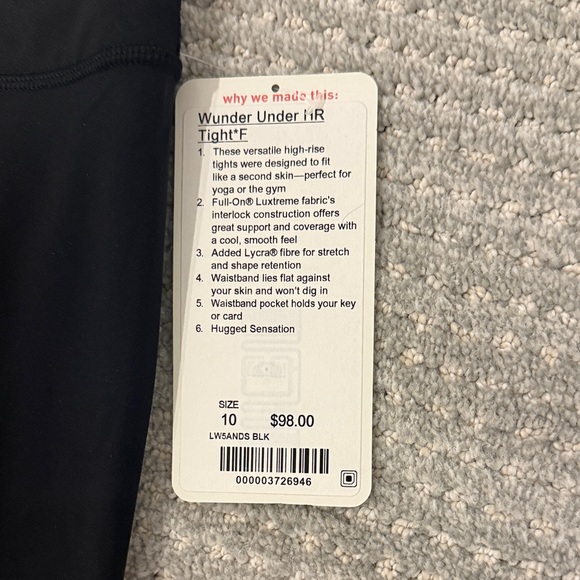 why we made this:
Wunder Under HR
Tight*F
1. These versatile high-rise
tights were designed to fit
like a second skin—perfect for
yoga or the gym
2. Full-On® Luxtreme fabric's
interlock construction offers
great support and coverage with
a cool, smooth feel
3. Added Lycra® fibre for stretch
and shape retention
4. Waistband lies flat against
your skin and won't dig in
5. Waistband pocket holds your key
or card
6. Hugged Sensation
SIZE
10 $98.00
LW5ANDS BLK
000003726946